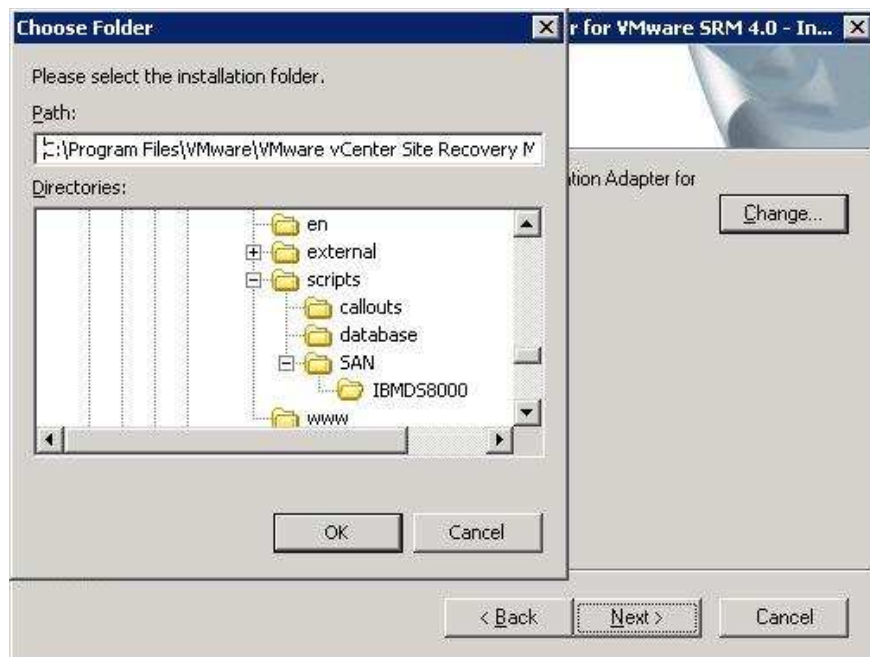 Choose Folder
r for VMware SRM 4.0 - In...
Please select the installation folder.
Path:
C:\Program Files\VMware\VMware vCenter Site Recovery M
Directories:
ation Adapter for
Change...
en
external
scripts
callouts
database
SAN
IBMDS8000
www
OK
Cancel
< Back
Next >
Cancel